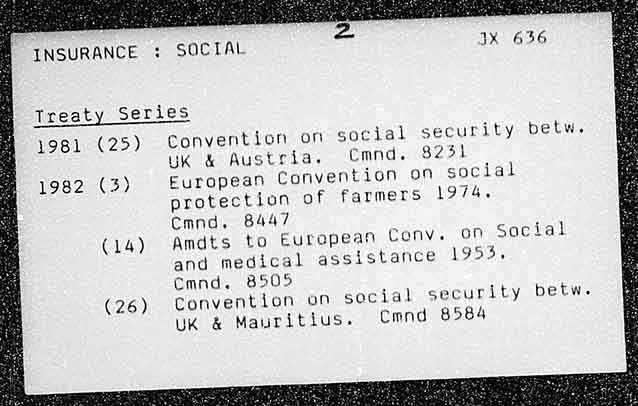 2
INSURANCE : SOCIAL JX 636
Treaty Series
1981 (25) Convention on social security betw.
UK & Austria. Cmnd. 8231
1982 (3) European Convention on social
protection of farmers 1974.
Cmnd. 8447
(14) Amdts to European Conv. on Social
and medical assistance 1953.
Cmnd. 8505
(26) Convention on social security betw.
UK & Mauritius. Cmnd 8584